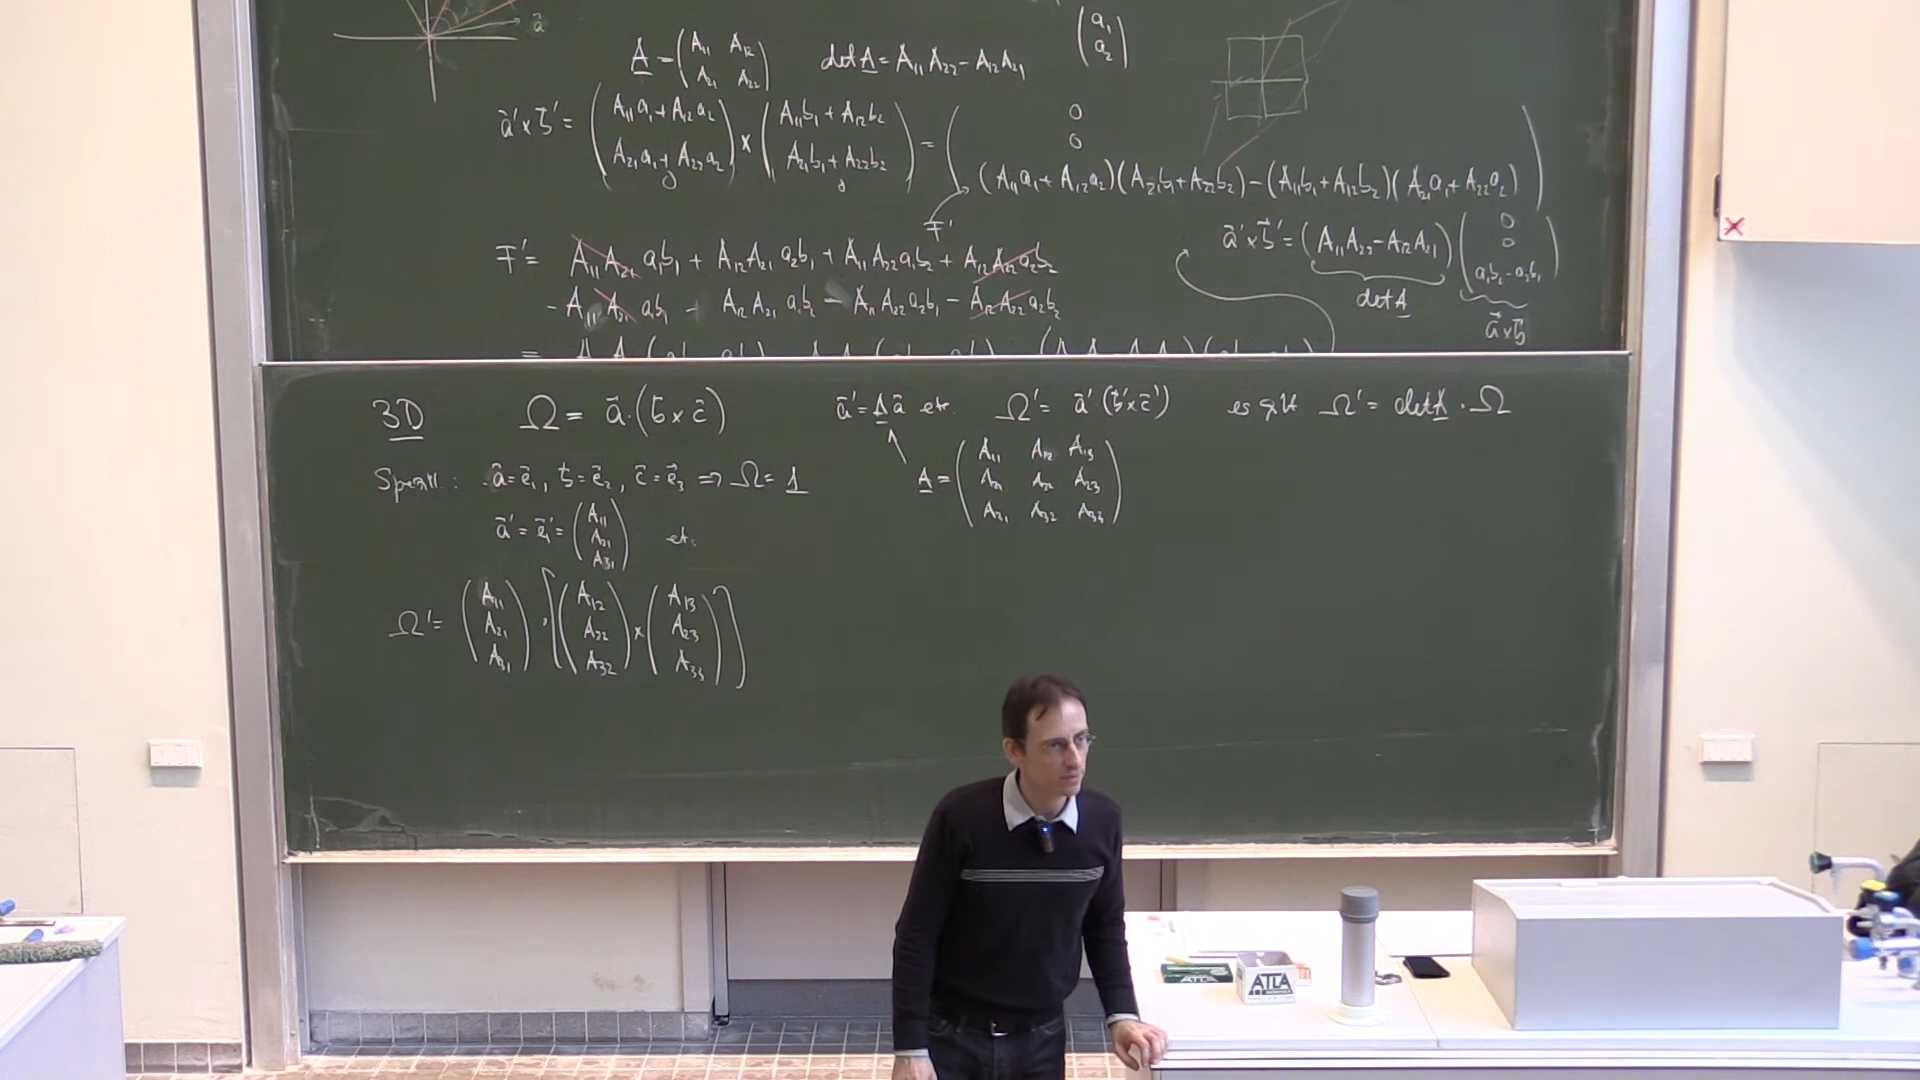 a⃗
A = (A₁₁ A₁₂ / A₂₁ A₂₂) det A = A₁₁A₂₂ − A₁₂A₂₁ (a₁ / a₂)
a⃗' × b⃗' = (A₁₁a₁ + A₁₂a₂ / A₂₁a₁ + A₂₂a₂ / 0) × (A₁₁b₁ + A₁₂b₂ / A₂₁b₁ + A₂₂b₂ / 0) = (0 / 0 / (A₁₁a₁ + A₁₂a₂)(A₂₁b₁ + A₂₂b₂) − (A₁₁b₁ + A₁₂b₂)(A₂₁a₁ + A₂₂a₂))
F'
F' = A₁₁A₂₁ a₁b₁ + A₁₂A₂₁ a₂b₁ + A₁₁A₂₂ a₁b₂ + A₁₂A₂₂ a₂b₂
− A₁₁A₂₁ a₁b₁ − A₁₂A₂₁ a₁b₂ − A₁₁A₂₂ a₂b₁ − A₁₂A₂₂ a₂b₂
a⃗' × b⃗' = (A₁₁A₂₂ − A₁₂A₂₁) (0 / 0 / a₁b₂ − a₂b₁)
det A
a⃗ × b⃗
3D Ω = a⃗ · (b⃗ × c⃗) a⃗' = A a⃗ etc. Ω' = a⃗' (b⃗' × c⃗') es gilt Ω' = det A · Ω
a⃗ = e⃗₁, b⃗ = e⃗₂, c⃗ = e⃗₃ ⇒ Ω = 1 A = (A₁₁ A₁₂ A₁₃ / A₂₁ A₂₂ A₂₃ / A₃₁ A₃₂ A₃₃)
a⃗' = e⃗₁' = (A₁₁ / A₂₁ / A₃₁) etc.
Ω' = (A₁₁ / A₂₁ / A₃₁) · [(A₁₂ / A₂₂ / A₃₂) × (A₁₃ / A₂₃ / A₃₃)]
ATLA